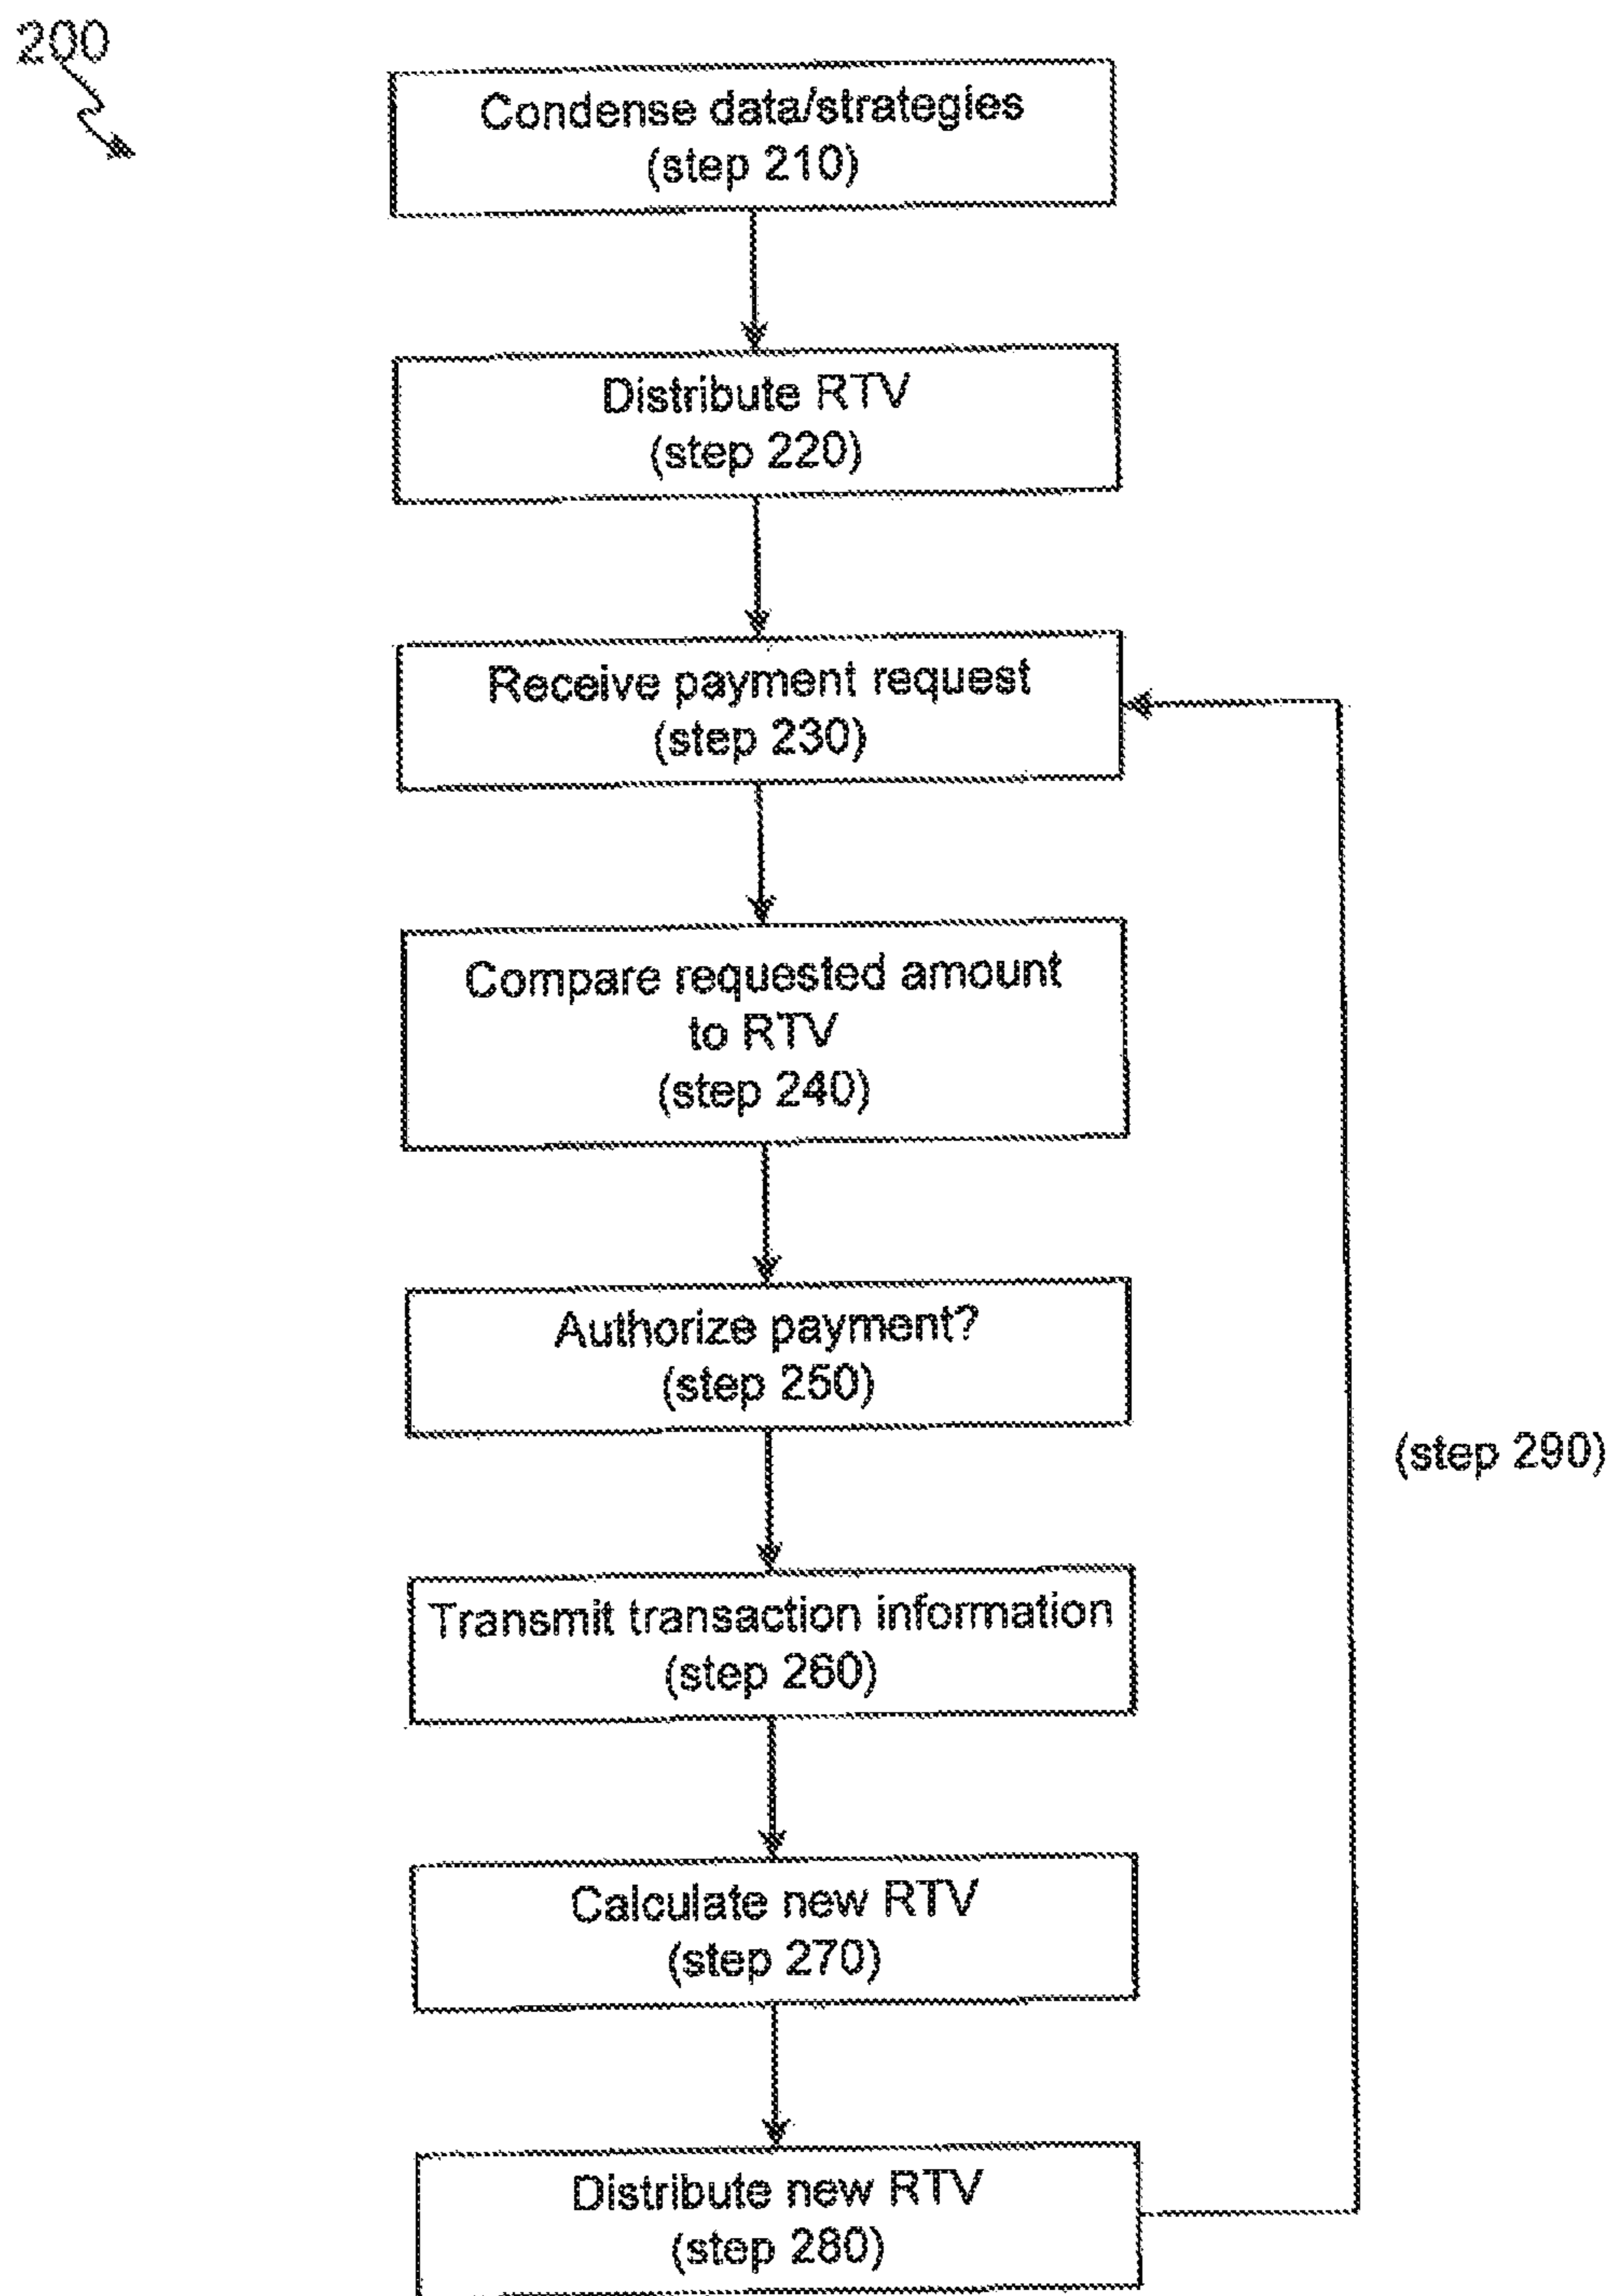 200
Condense data/strategies
(step 210)
Distribute RTV
(step 220)
Receive payment request
(step 230)
Compare requested amount
to RTV
(step 240)
Authorize payment?
(step 250)
(step 290)
Transmit transaction information
(step 260)
Calculate new RTV
(step 270)
Distribute new RTV
(step 280)